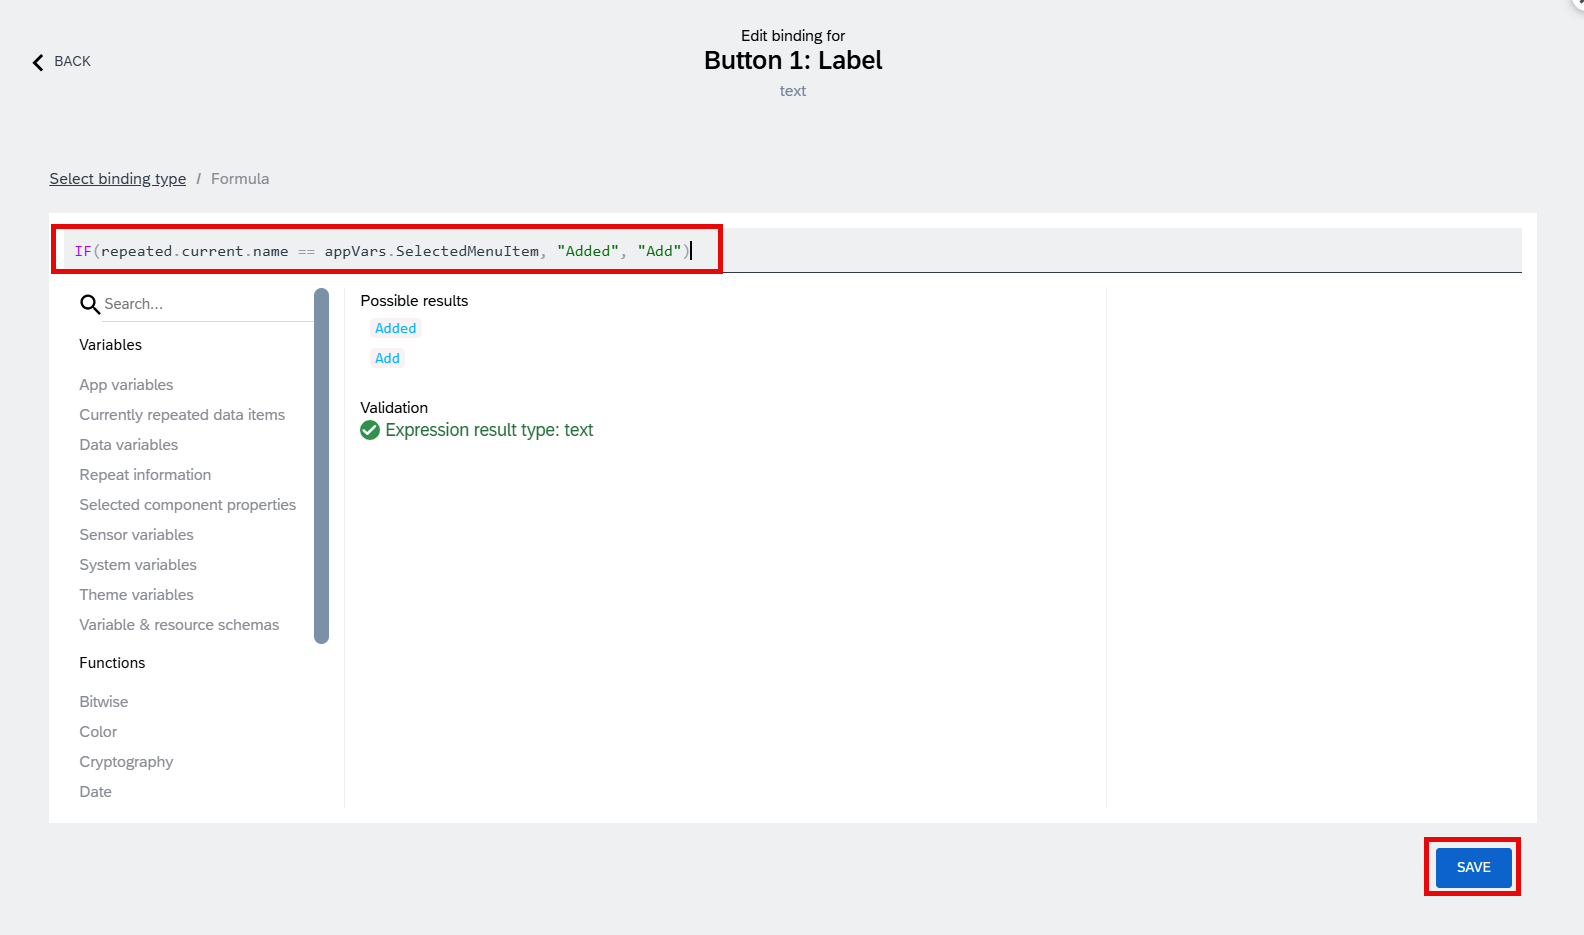 Edit binding for
BACK
Button 1: Label
text
Select binding type / Formula
IF(repeated.current.name == appVars.SelectedMenuItem, "Added", "Add")
Search...
Variables
App variables
Currently repeated data items
Data variables
Repeat information
Selected component properties
Sensor variables
System variables
Theme variables
Variable & resource schemas
Functions
Bitwise
Color
Cryptography
Date
Possible results
Added
Add
Validation
Expression result type: text
SAVE